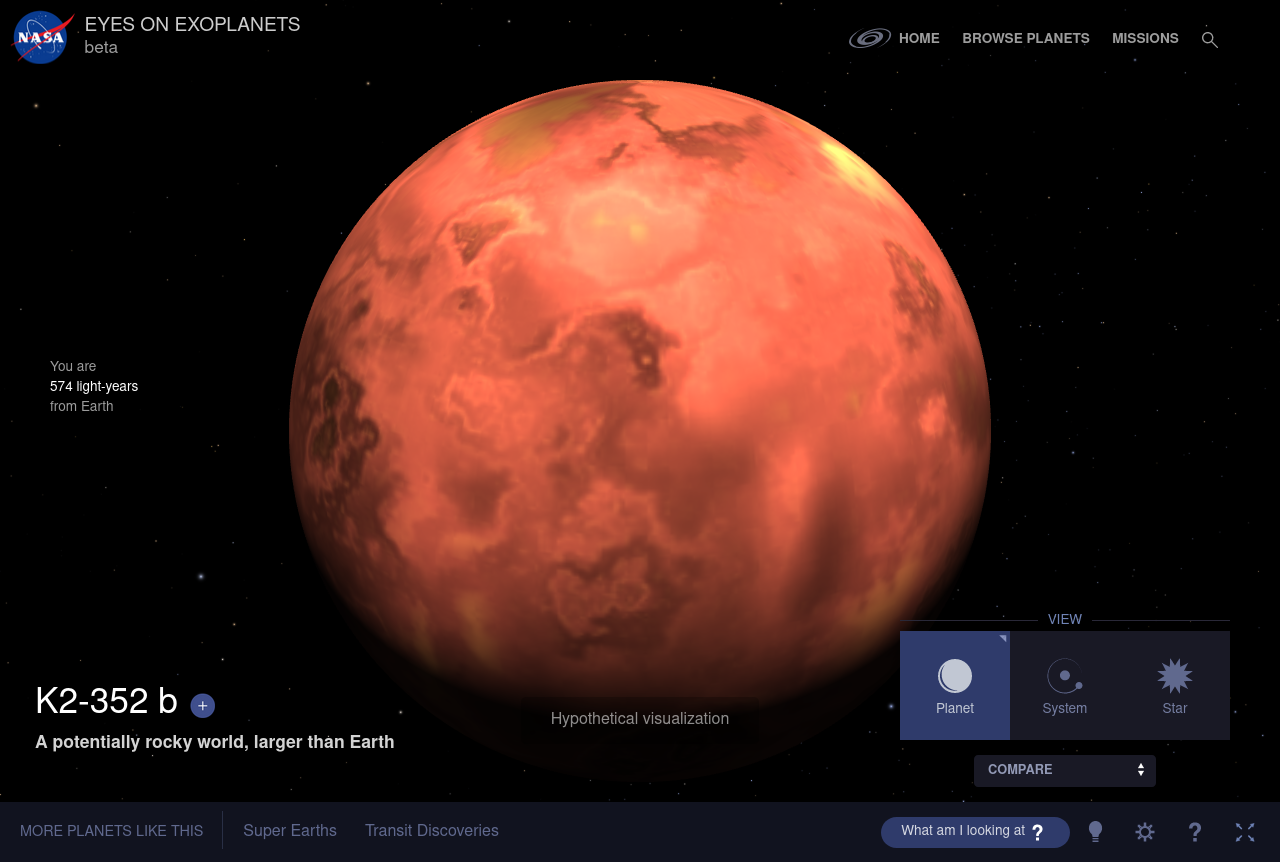 NASA
EYES ON EXOPLANETS
beta
HOME
BROWSE PLANETS
MISSIONS
You are
574 light-years
from Earth
VIEW
Planet
System
Star
K2-352 b +
A potentially rocky world, larger than Earth
Hypothetical visualization
COMPARE
MORE PLANETS LIKE THIS
Super Earths
Transit Discoveries
What am I looking at ?
?